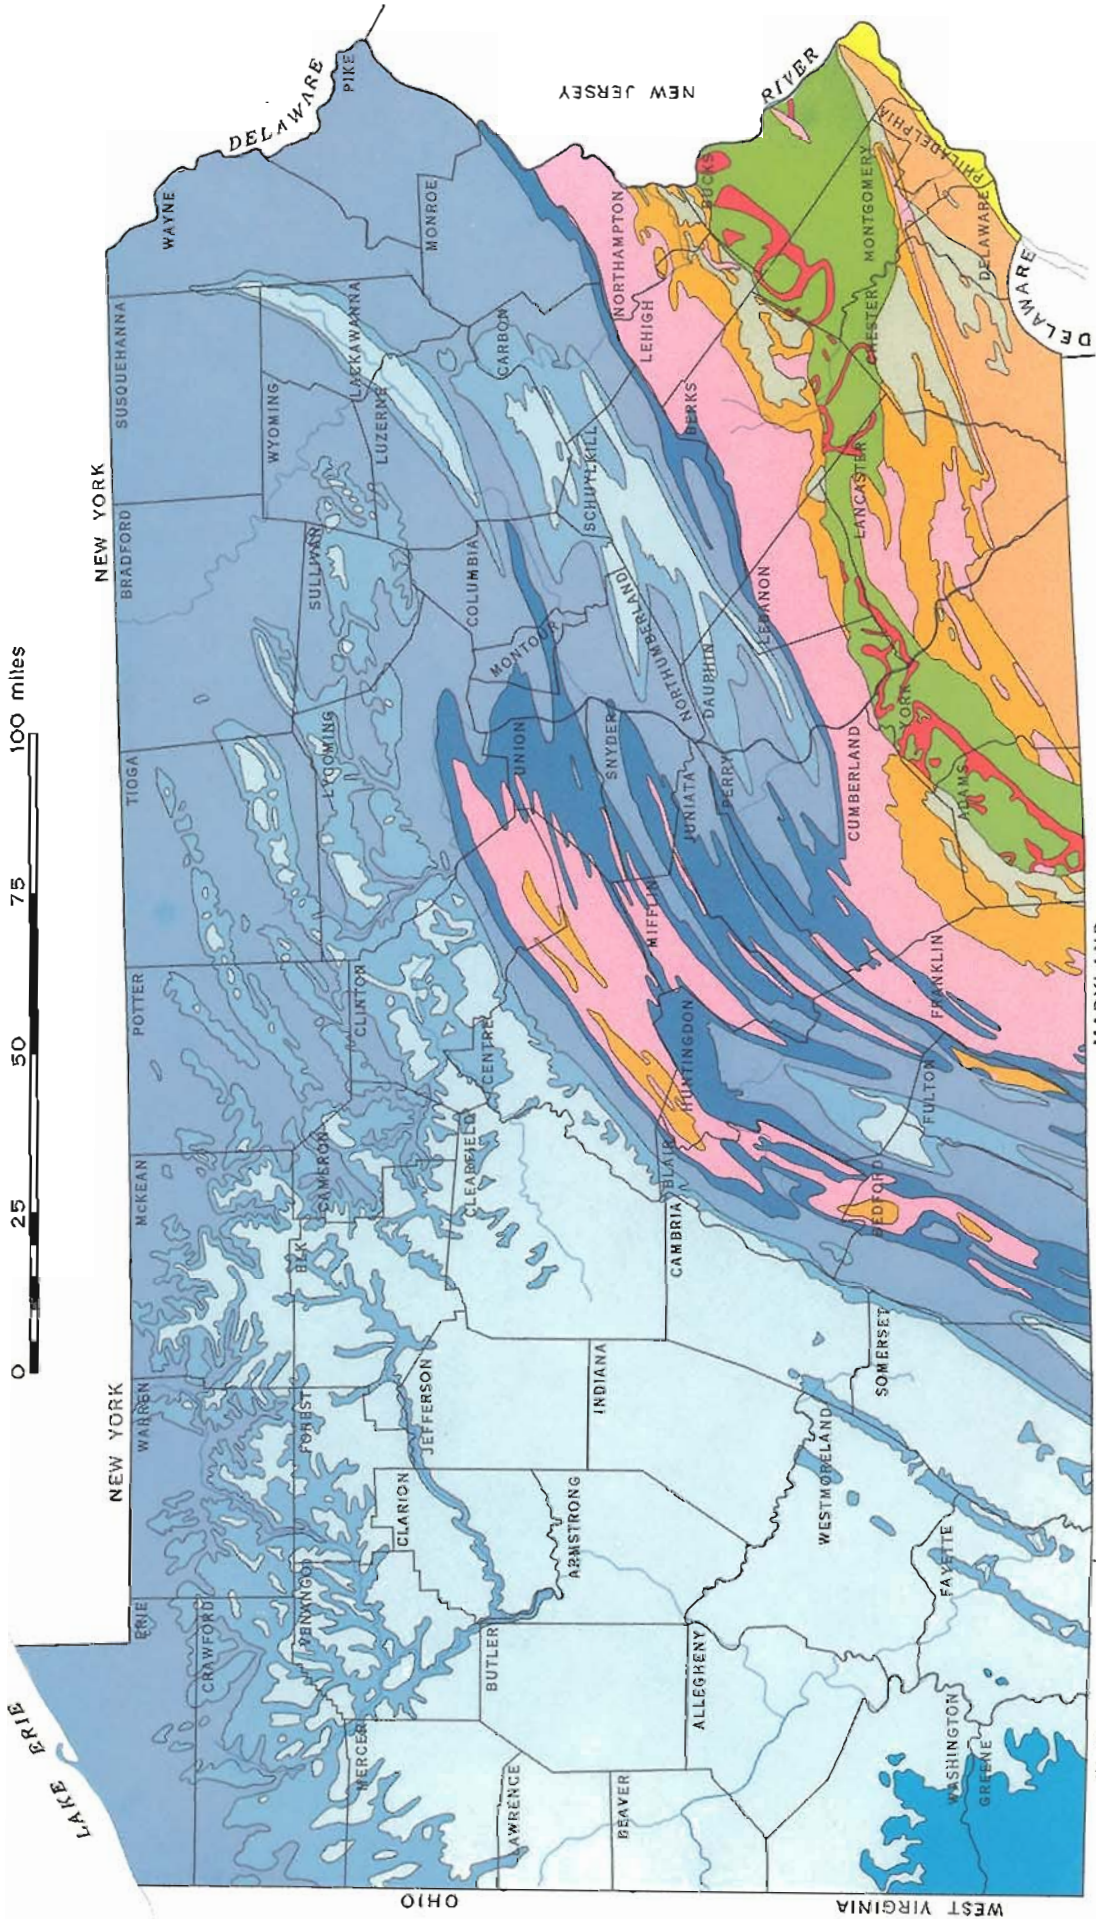 0 25 50 75 100 miles
NEW YORK
NEW YORK
LAKE ERIE
ERIE
WARREN
McKEAN
POTTER
TIOGA
BRADFORD
SUSQUEHANNA
WAYNE
DELAWARE
PIKE
CRAWFORD
WYOMING
VENANGO
FOREST
ELK
CAMERON
LYCOMING
SULLIVAN
LACKAWANNA
MERCER
CLINTON
LUZERNE
CLARION
JEFFERSON
CLEARFIELD
CENTRE
COLUMBIA
MONROE
OHIO
LAWRENCE
BUTLER
UNION
MONTOUR
CARBON
NEW JERSEY
ARMSTRONG
INDIANA
SNYDER
NORTHUMBERLAND
SCHUYLKILL
NORTHAMPTON
BEAVER
MIFFLIN
LEHIGH
ALLEGHENY
CAMBRIA
BLAIR
HUNTINGDON
JUNIATA
NORTHUMBERLAND
DAUPHIN
BERKS
BUCKS
PERRY
LEBANON
RIVER
WESTMORELAND
CUMBERLAND
LANCASTER
CHESTER
MONTGOMERY
SOMERSET
BEDFORD
YORK
WASHINGTON
FAYETTE
FULTON
FRANKLIN
ADAMS
DELAWARE
PHILADELPHIA
GREENE
WEST VIRGINIA
DELAWARE